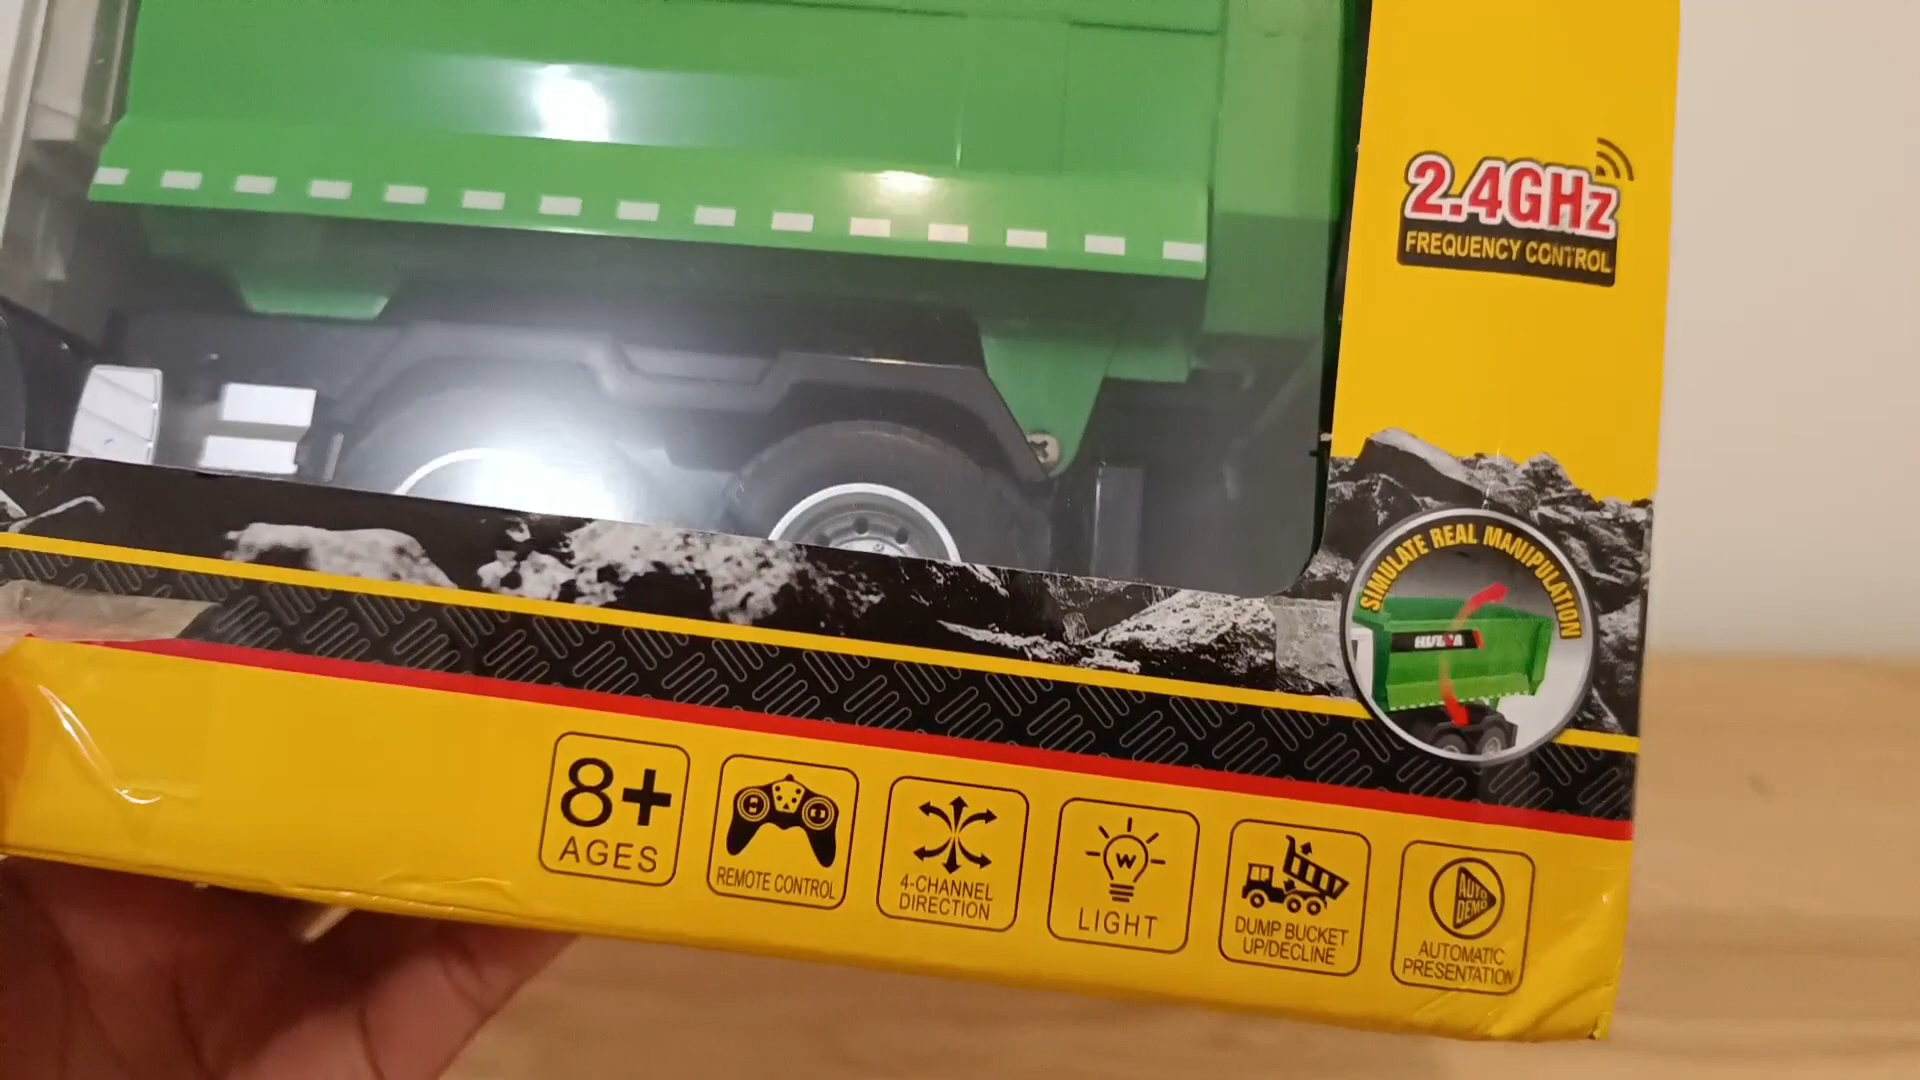 2.4GHz
FREQUENCY CONTROL
SIMULATE REAL MANIPULATION
HUINA
8+
AGES
REMOTE CONTROL
4-CHANNEL
DIRECTION
W
LIGHT
DUMP BUCKET
UP/DECLINE
AUTO
DEMO
AUTOMATIC
PRESENTATION